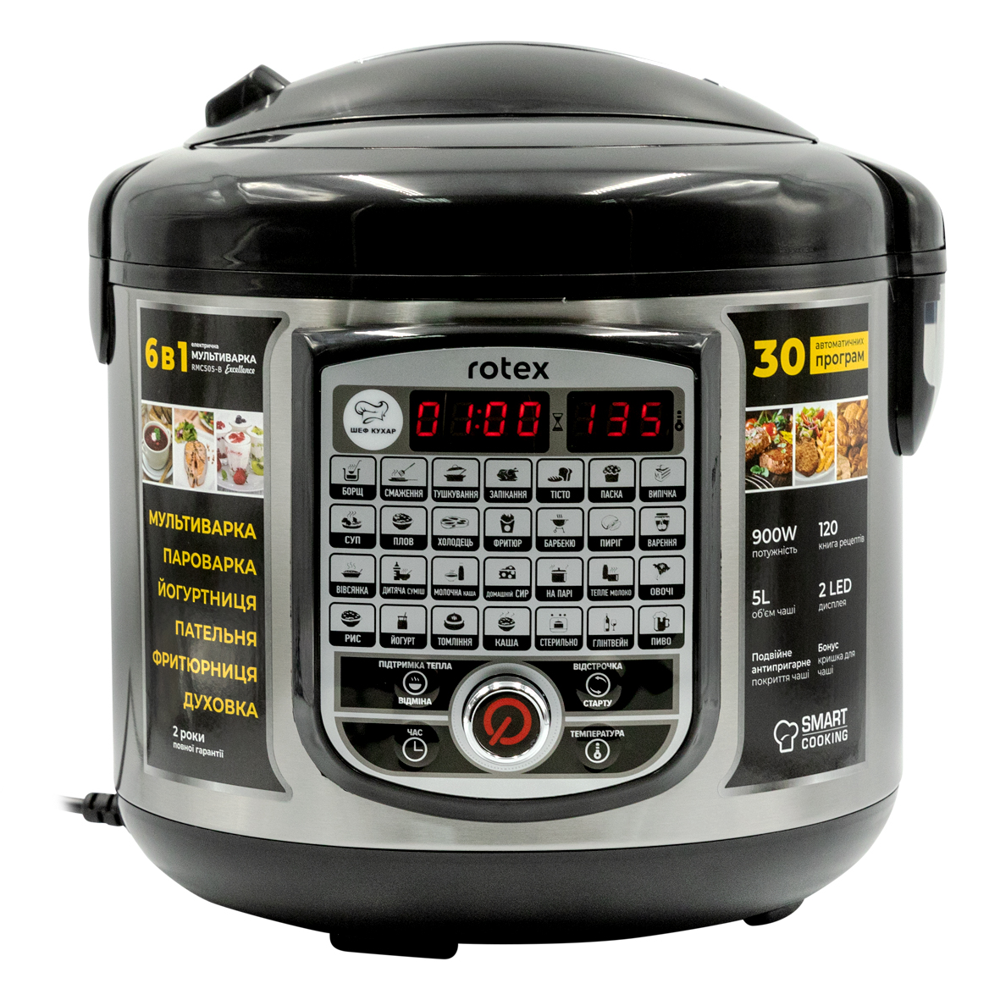 6 в 1
електрична
МУЛЬТИВАРКА
RMC505-B Excellence
МУЛЬТИВАРКА
ПАРОВАРКА
ЙОГУРТНИЦЯ
ПАТЕЛЬНЯ
ФРИТЮРНИЦЯ
ДУХОВКА
2 роки
повної гарантії
rotex
ШЕФ КУХАР
01:00 135
БОРЩ СМАЖЕННЯ ТУШКУВАННЯ ЗАПІКАННЯ ТІСТО ПАСКА ВИПІЧКА
СУП ПЛОВ ХОЛОДЕЦЬ ФРИТЮР БАРБЕКЮ ПИРІГ ВАРЕННЯ
ВІВСЯНКА ДИТЯЧА СУМІШ МОЛОЧНА КАША ДОМАШНІЙ СИР НА ПАРІ ТЕПЛЕ МОЛОКО ОВОЧІ
РИС ЙОГУРТ ТОМЛІННЯ КАША СТЕРИЛЬНО ГЛІНТВЕЙН ПИВО
ПІДТРИМКА ТЕПЛА
ВІДМІНА
ВІДСТРОЧКА
СТАРТУ
ЧАС
ТЕМПЕРАТУРА
30
автоматичних
програм
900W
потужність
120
книга рецептів
5L
об'єм чаші
2 LED
дисплея
Подвійне
антипригарне
покриття чаші
Бонус
кришка для
чаші
SMART
COOKING